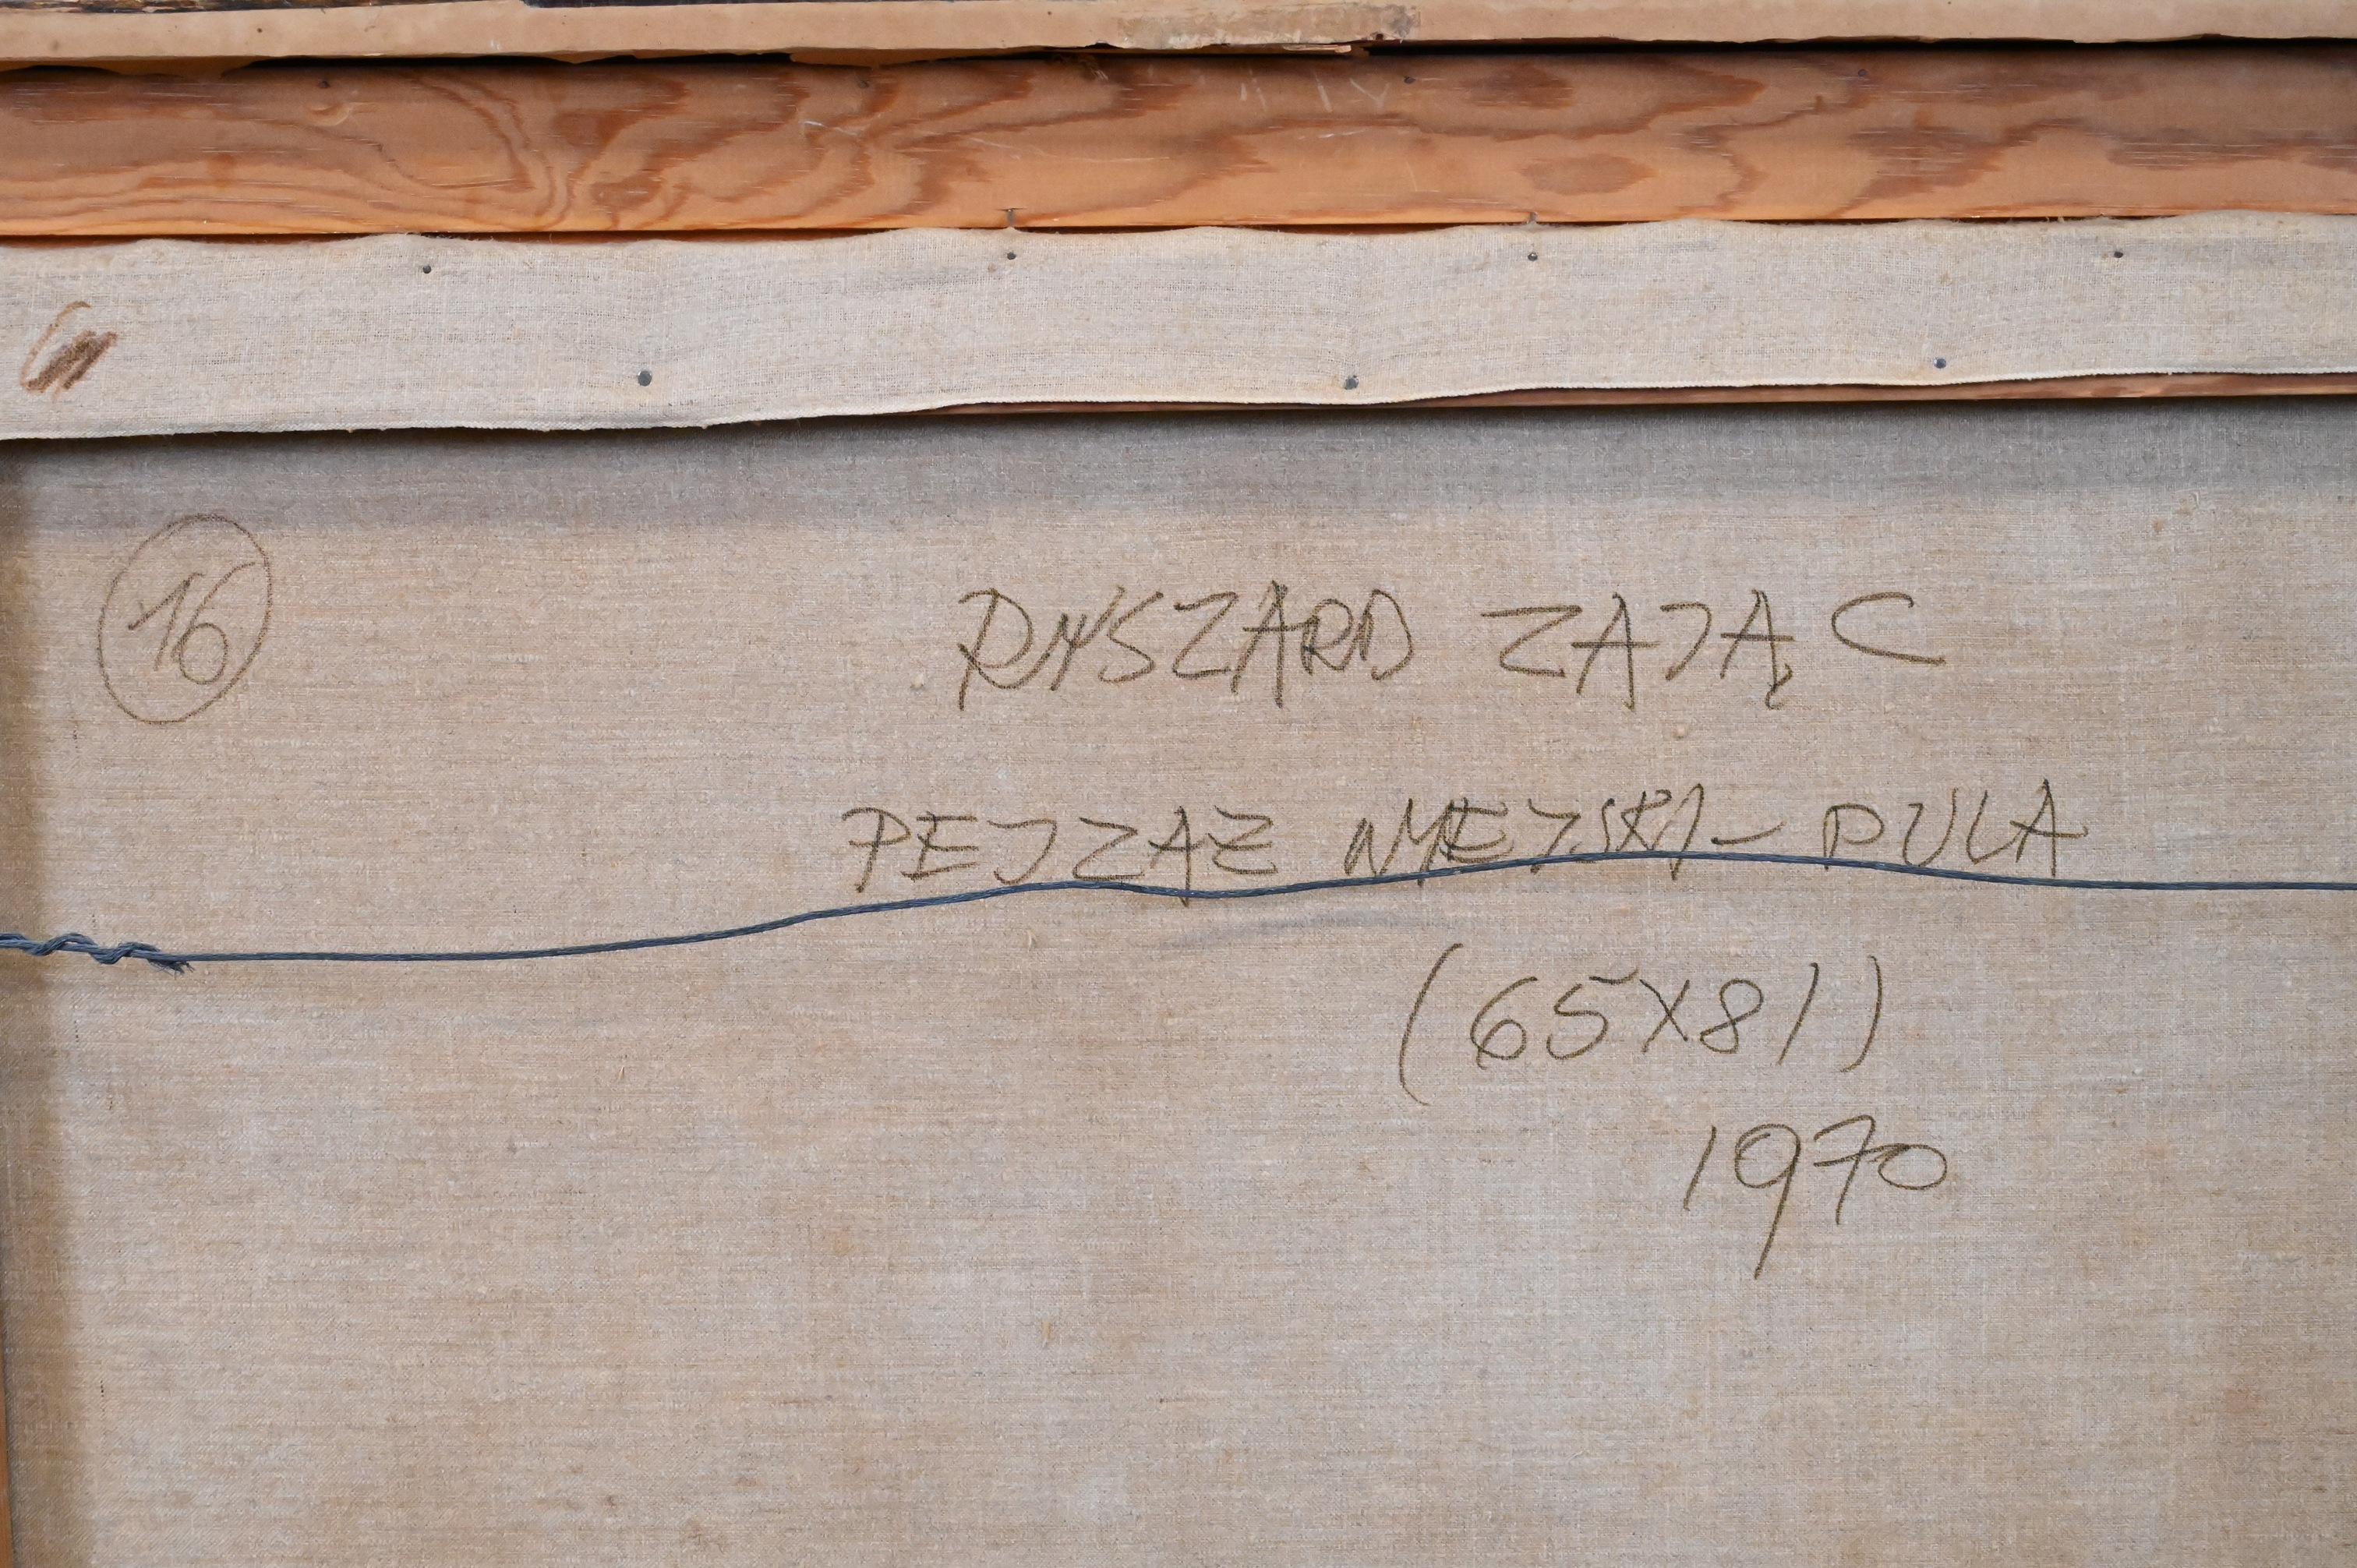 16
RYSZARD ZAJĄC
PEJZAŻ MIEJSKI - PULA
(65X81)
1970